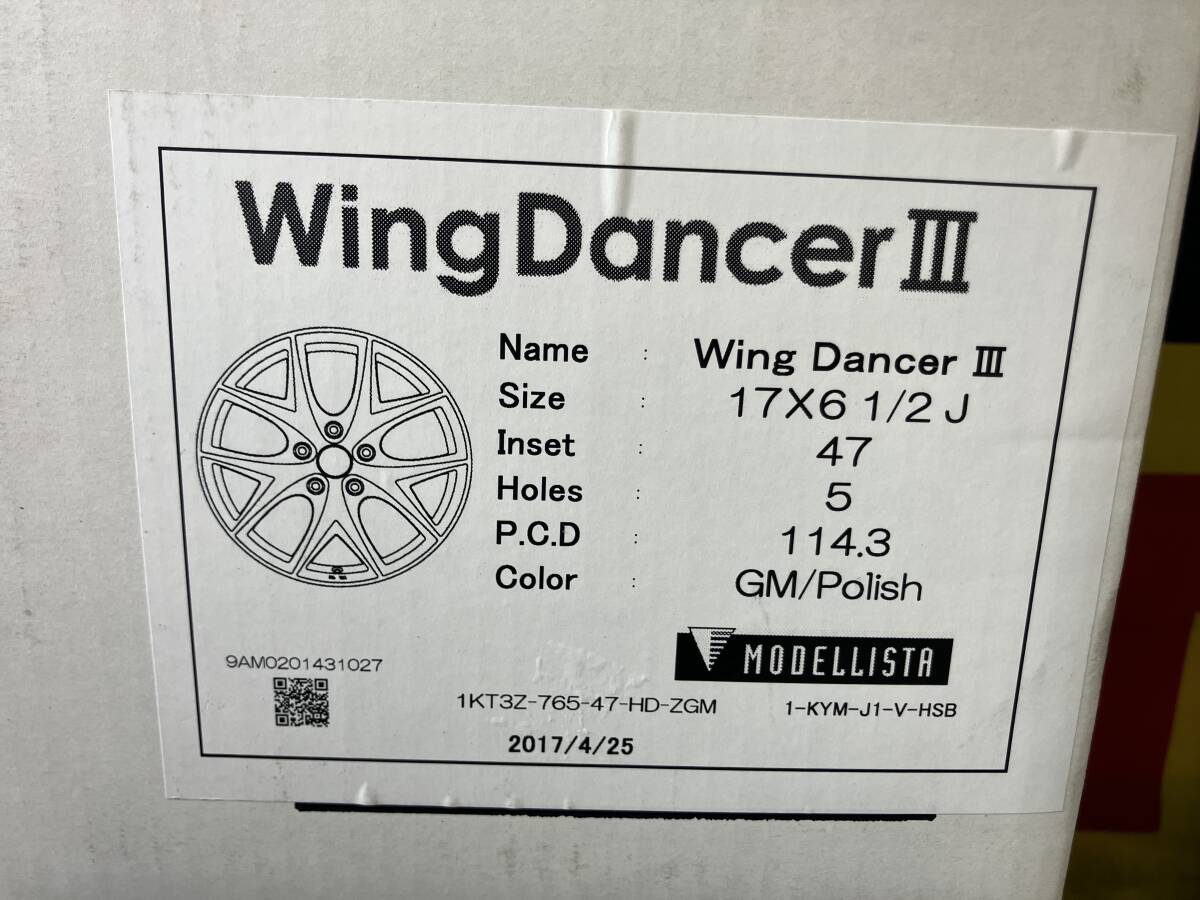 WingDancerⅢ
Name : Wing Dancer Ⅲ
Size : 17X6 1/2 J
Inset : 47
Holes : 5
P.C.D : 114.3
Color : GM/Polish
MODELLISTA
9AM0201431027
1KT3Z-765-47-HD-ZGM 1-KYM-J1-V-HSB
2017/4/25